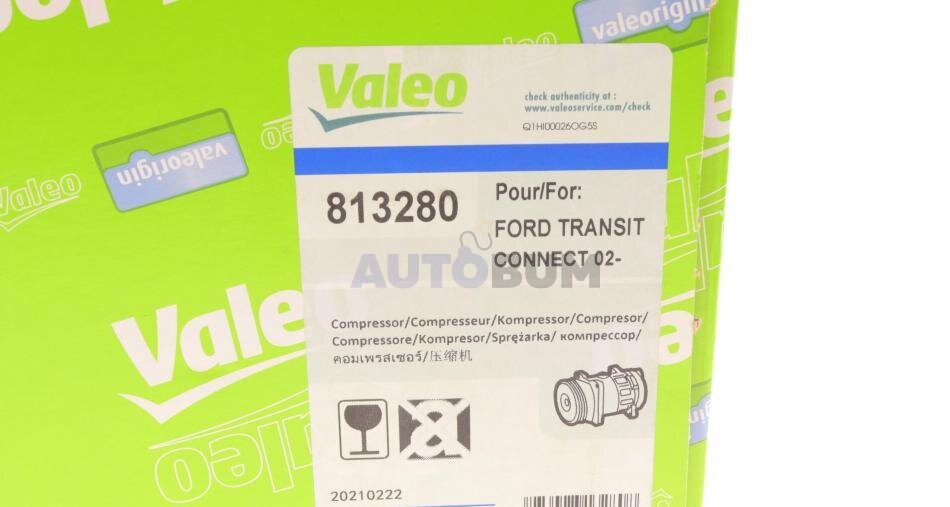 valeorigin
Valeo
check authenticity at :
www.valeoservice.com/check
Q1HI00026OG5S
valeorigin
Valeo
813280
Pour/For:
FORD TRANSIT
CONNECT 02-
AUTOBUM
Valeo
Compressor/Compresseur/Kompressor/Compresor/
Compressore/Kompresor/Sprężarka/ компрессор/
คอมเพรสเซอร์/压缩机
a
valeorigin
20210222